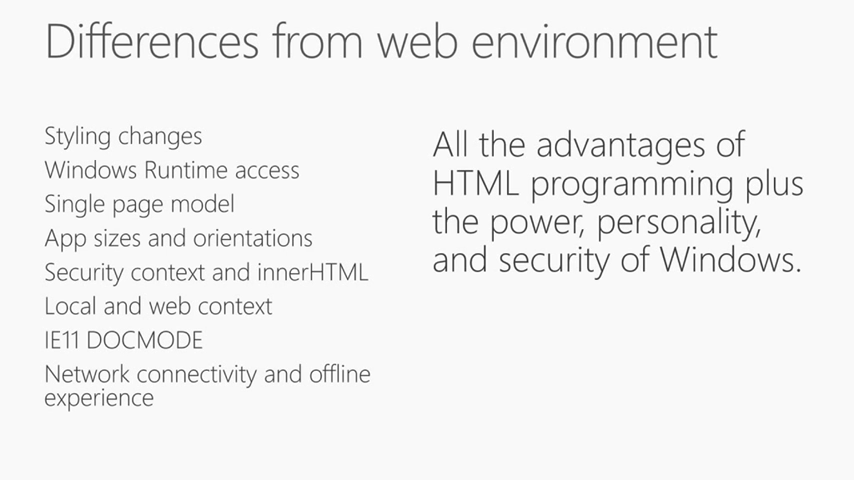 Differences from web environment
Styling changes
Windows Runtime access
Single page model
App sizes and orientations
Security context and innerHTML
Local and web context
IE11 DOCMODE
Network connectivity and offline
experience
All the advantages of
HTML programming plus
the power, personality,
and security of Windows.